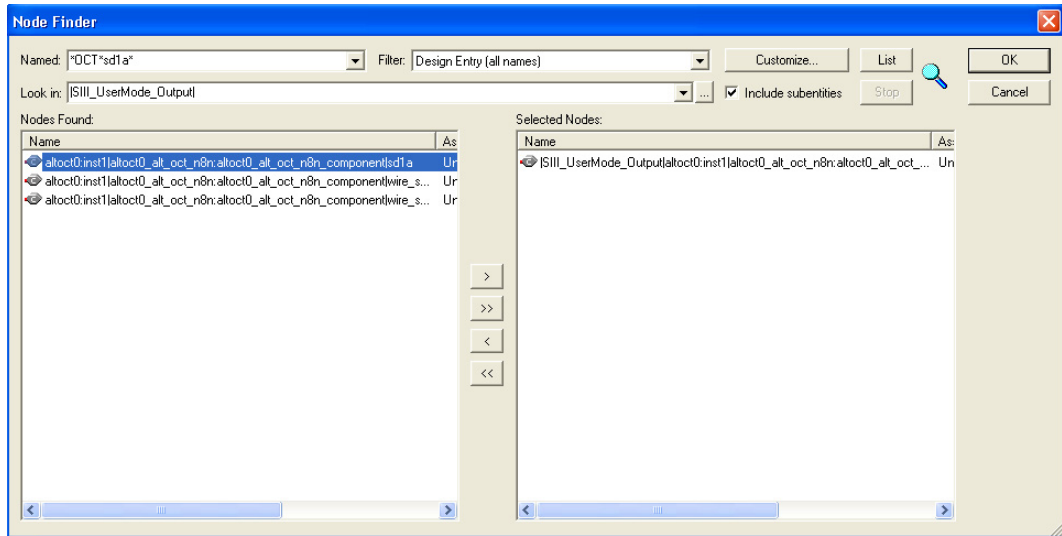 Node Finder
Named: *OCT*sd1a* Filter: Design Entry (all names) Customize... List OK
Look in: |SIII_UserMode_Output| ... Include subentities Stop Cancel
Nodes Found: Selected Nodes:
Name As Name As
altoct0:inst1|altoct0_alt_oct_n8n:altoct0_alt_oct_n8n_component|sd1a Un |SIII_UserMode_Output|altoct0:inst1|altoct0_alt_oct_n8n:altoct0_alt_oct_... Un
altoct0:inst1|altoct0_alt_oct_n8n:altoct0_alt_oct_n8n_component|wire_s... Un
altoct0:inst1|altoct0_alt_oct_n8n:altoct0_alt_oct_n8n_component|wire_s... Un
>
>>
<
<<